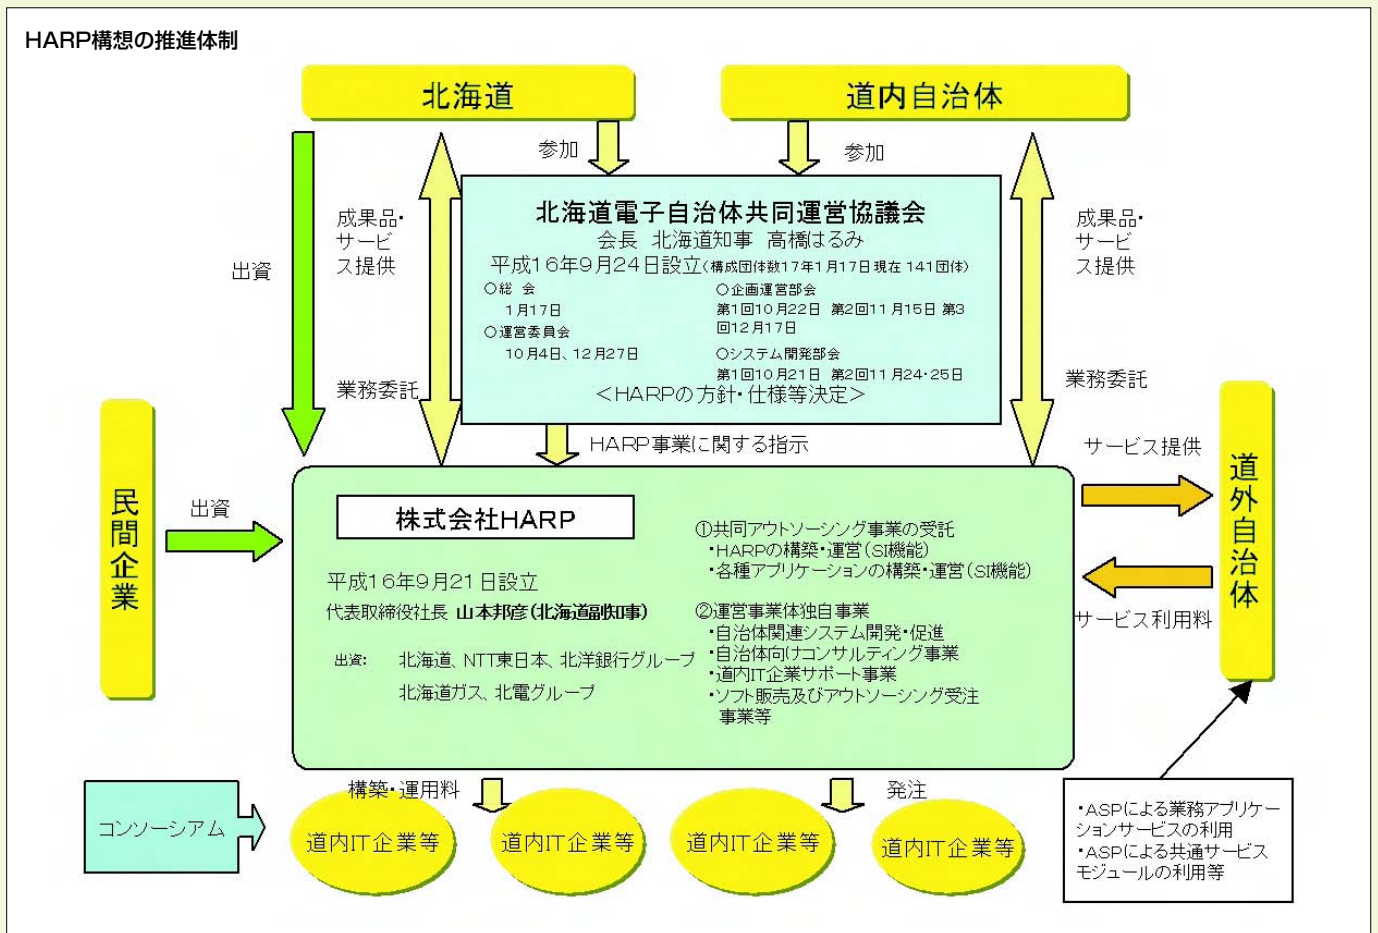 HARP構想の推進体制
北海道
道内自治体
参加
参加
出資
成果品・
サービ
ス提供
業務委託
北海道電子自治体共同運営協議会
会長 北海道知事 高橋はるみ
平成16年9月24日設立(構成団体数17年1月17日現在 141団体)
○総 会
1月17日
○運営委員会
10月4日、12月27日
○企画運営部会
第1回10月22日 第2回11月15日 第3
回12月17日
○システム開発部会
第1回10月21日 第2回11月24・25日
<HARPの方針・仕様等決定>
成果品・
サービ
ス提供
業務委託
HARP事業に関する指示
民間企業
出資
株式会社HARP
平成16年9月21日設立
代表取締役社長 山本邦彦(北海道副知事)
出資: 北海道、NTT東日本、北洋銀行グループ
北海道ガス、北電グループ
①共同アウトソーシング事業の受託
・HARPの構築・運営(SI機能)
・各種アプリケーションの構築・運営(SI機能)
②運営事業体独自事業
・自治体関連システム開発・促進
・自治体向けコンサルティング事業
・道内IT企業サポート事業
・ソフト販売及びアウトソーシング受注
事業等
サービス提供
サービス利用料
道外自治体
構築・運用料
発注
コンソーシアム
道内IT企業等
道内IT企業等
道内IT企業等
道内IT企業等
・ASPによる業務アプリケー
ションサービスの利用
・ASPによる共通サービス
モジュールの利用等